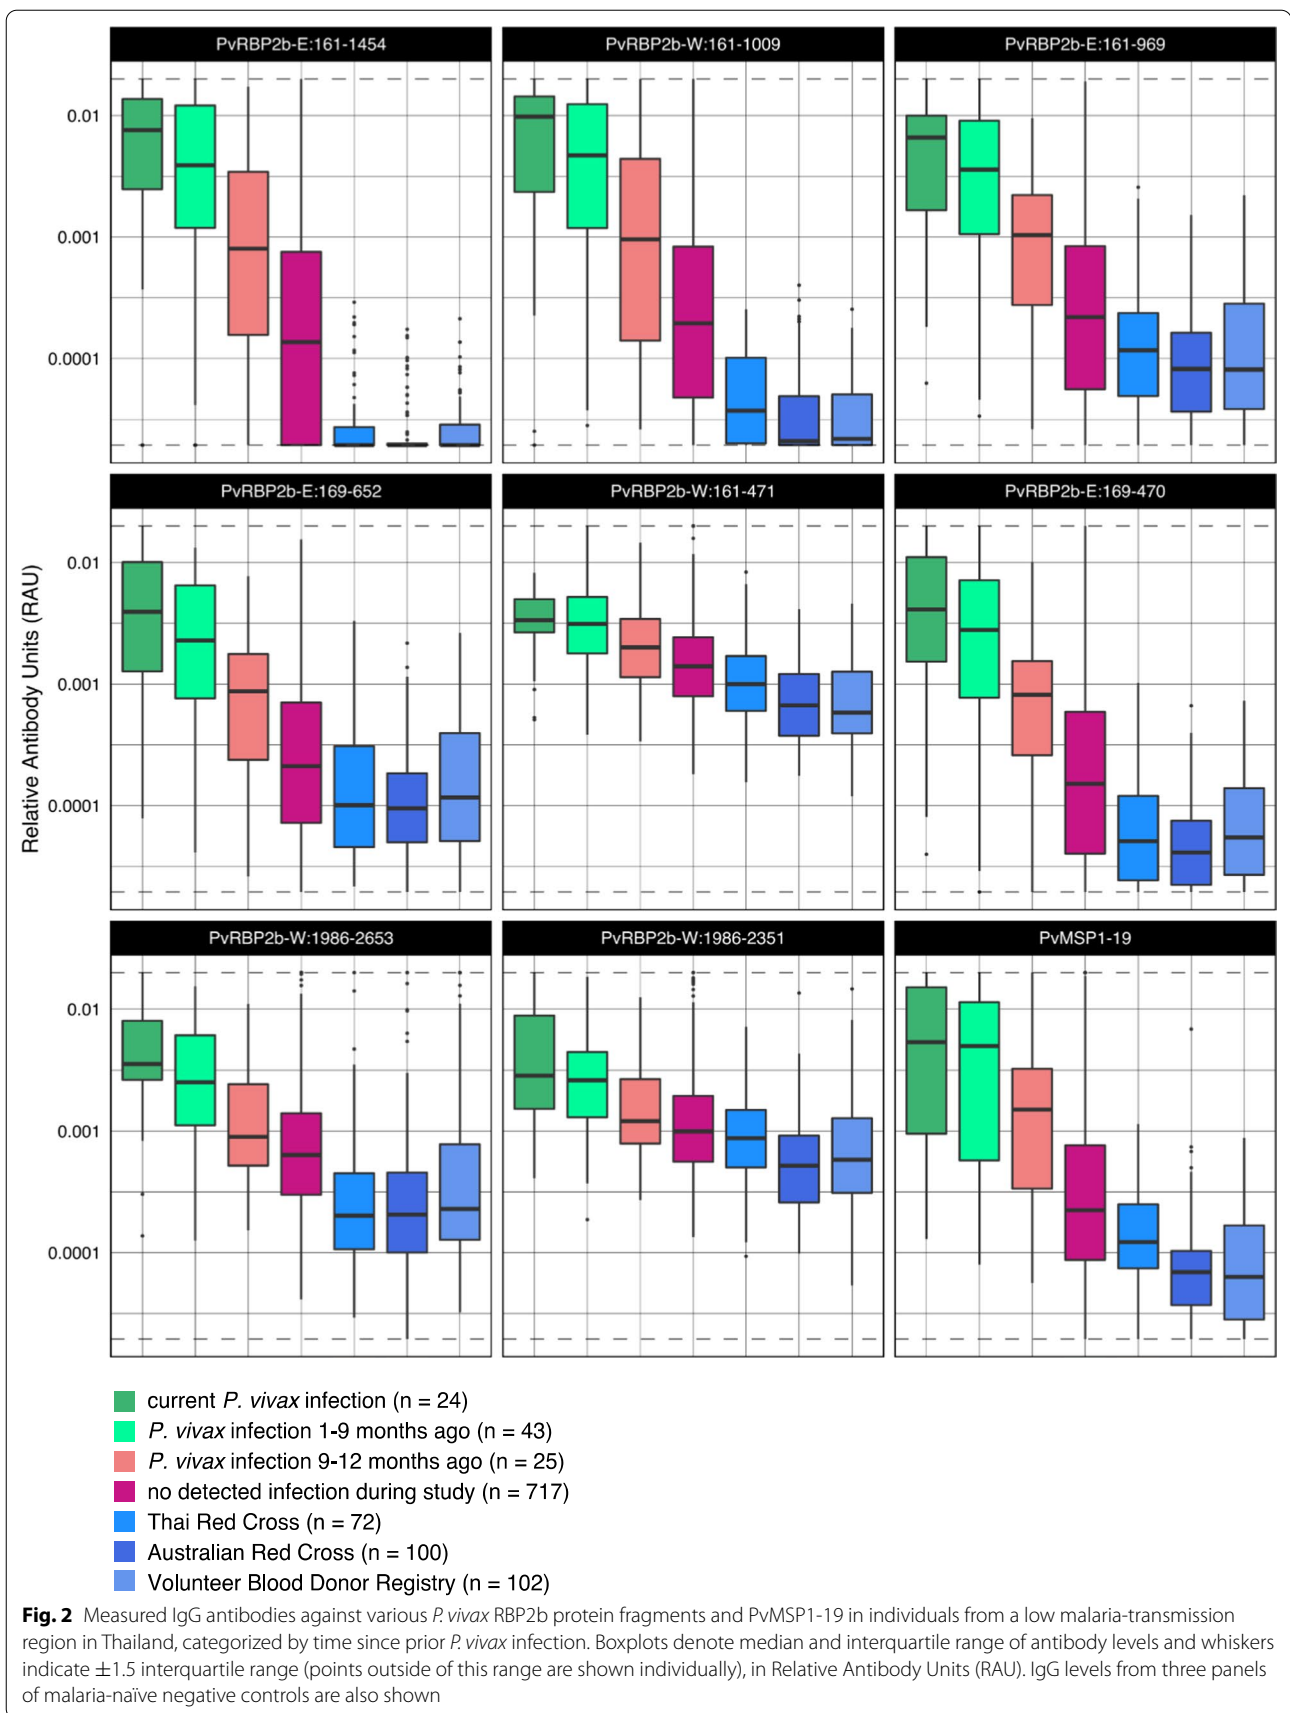 PvRBP2b-E:161-1454
PvRBP2b-W:161-1009
PvRBP2b-E:161-969
0.01
0.001
0.0001
PvRBP2b-E:169-652
PvRBP2b-W:161-471
PvRBP2b-E:169-470
Relative Antibody Units (RAU)
0.01
0.001
0.0001
PvRBP2b-W:1986-2653
PvRBP2b-W:1986-2351
PvMSP1-19
0.01
0.001
0.0001
current P. vivax infection (n = 24)
P. vivax infection 1-9 months ago (n = 43)
P. vivax infection 9-12 months ago (n = 25)
no detected infection during study (n = 717)
Thai Red Cross (n = 72)
Australian Red Cross (n = 100)
Volunteer Blood Donor Registry (n = 102)
Fig. 2 Measured IgG antibodies against various P. vivax RBP2b protein fragments and PvMSP1-19 in individuals from a low malaria-transmission
region in Thailand, categorized by time since prior P. vivax infection. Boxplots denote median and interquartile range of antibody levels and whiskers
indicate ±1.5 interquartile range (points outside of this range are shown individually), in Relative Antibody Units (RAU). IgG levels from three panels
of malaria-naïve negative controls are also shown